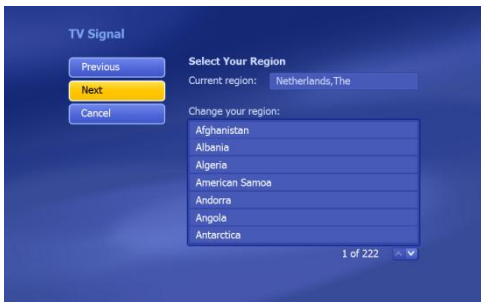 TV Signal
Previous
Next
Cancel
Select Your Region
Current region: Netherlands,The
Change your region:
Afghanistan
Albania
Algeria
American Samoa
Andorra
Angola
Antarctica
1 of 222